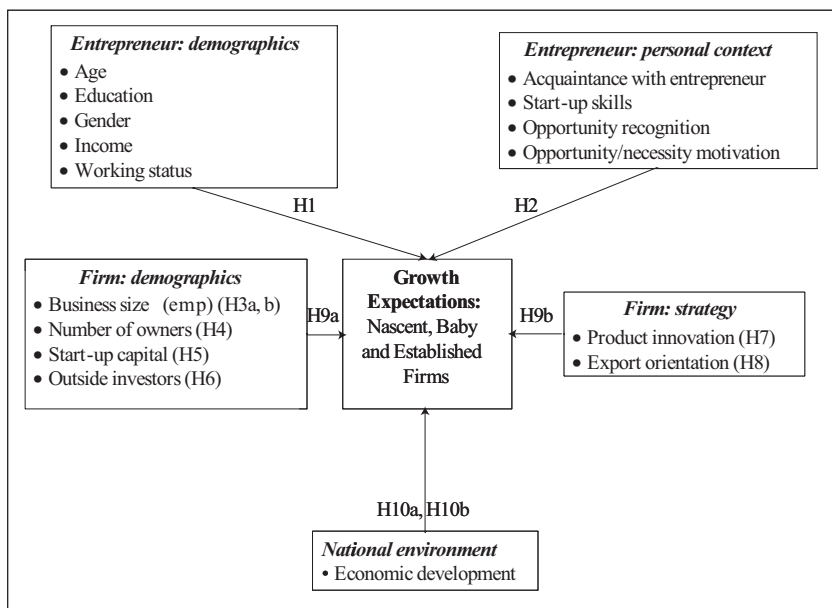 Entrepreneur: demographics
• Age
• Education
• Gender
• Income
• Working status
Entrepreneur: personal context
• Acquaintance with entrepreneur
• Start-up skills
• Opportunity recognition
• Opportunity/necessity motivation
H1
H2
Firm: demographics
• Business size (emp) (H3a, b)
• Number of owners (H4)
• Start-up capital (H5)
• Outside investors (H6)
H9a
Growth
Expectations:
Nascent, Baby
and Established
Firms
H9b
Firm: strategy
• Product innovation (H7)
• Export orientation (H8)
H10a, H10b
National environment
• Economic development